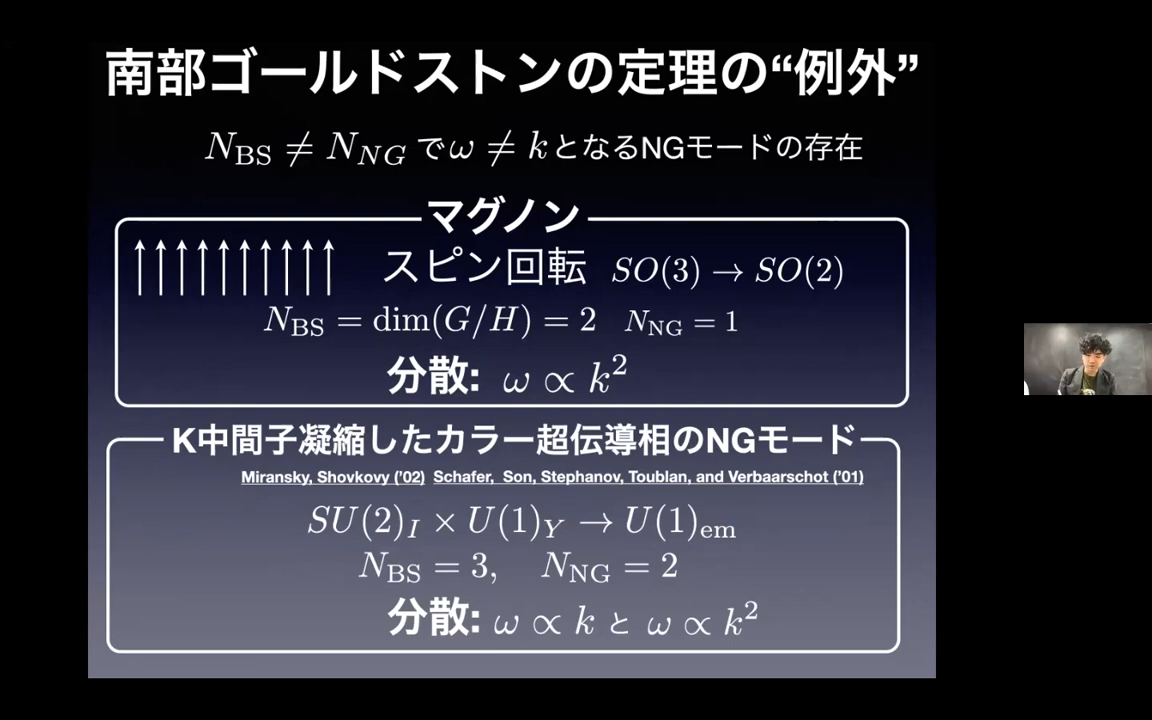 南部ゴールドストンの定理の“例外”
N_BS ≠ N_NG でω ≠ kとなるNGモードの存在
マグノン
スピン回転 SO(3) → SO(2)
N_BS = dim(G/H) = 2 N_NG = 1
分散: ω ∝ k²
K中間子凝縮したカラー超伝導相のNGモード
Miransky, Shovkovy (’02) Schafer, Son, Stephanov, Toublan, and Verbaarschot (’01)
SU(2)_I × U(1)_Y → U(1)_em
N_BS = 3, N_NG = 2
分散: ω ∝ k と ω ∝ k²